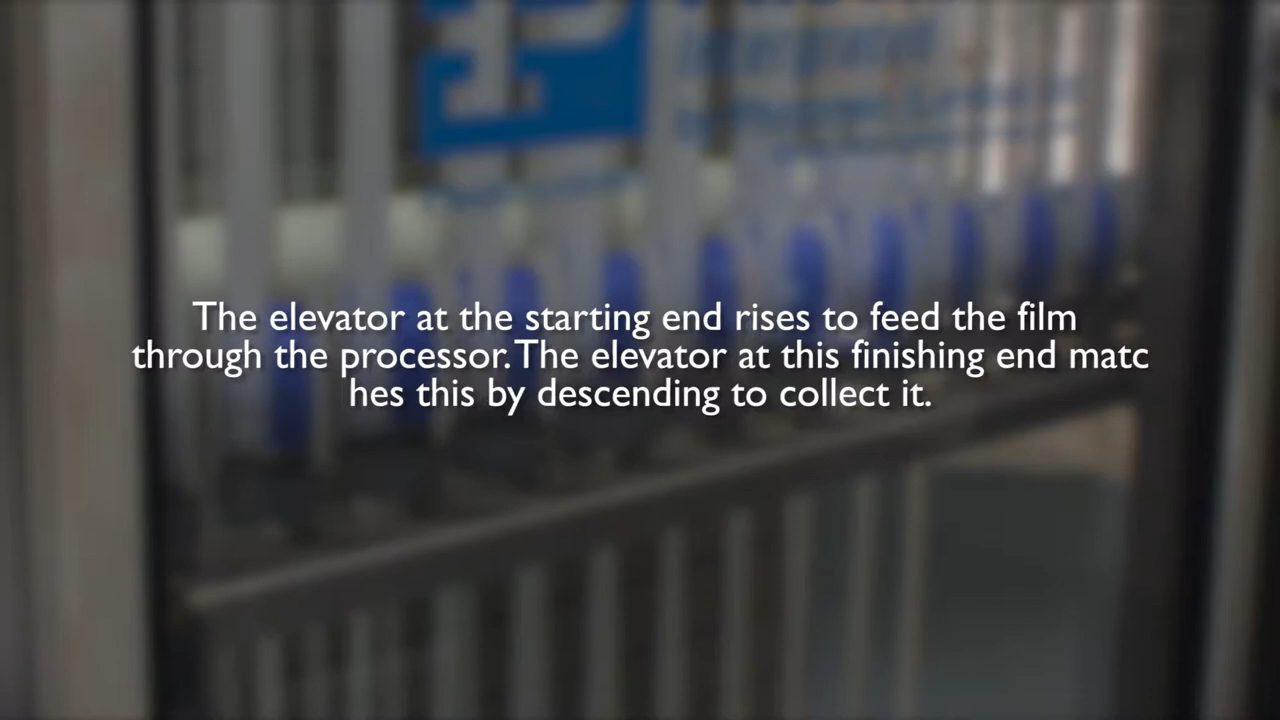 The elevator at the starting end rises to feed the film
through the processor. The elevator at this finishing end matc
hes this by descending to collect it.